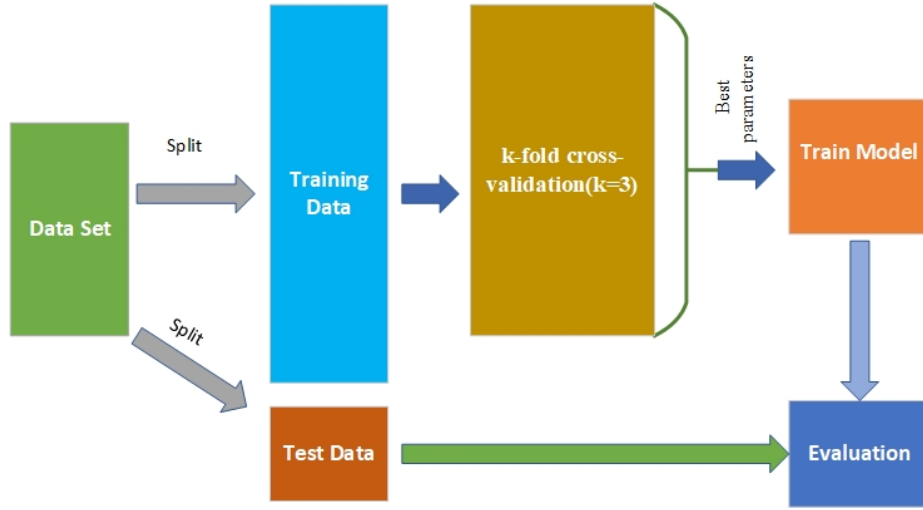 Data Set
Split
Split
Training
Data
Test Data
k-fold cross-
validation(k=3)
Best
parameters
Train Model
Evaluation